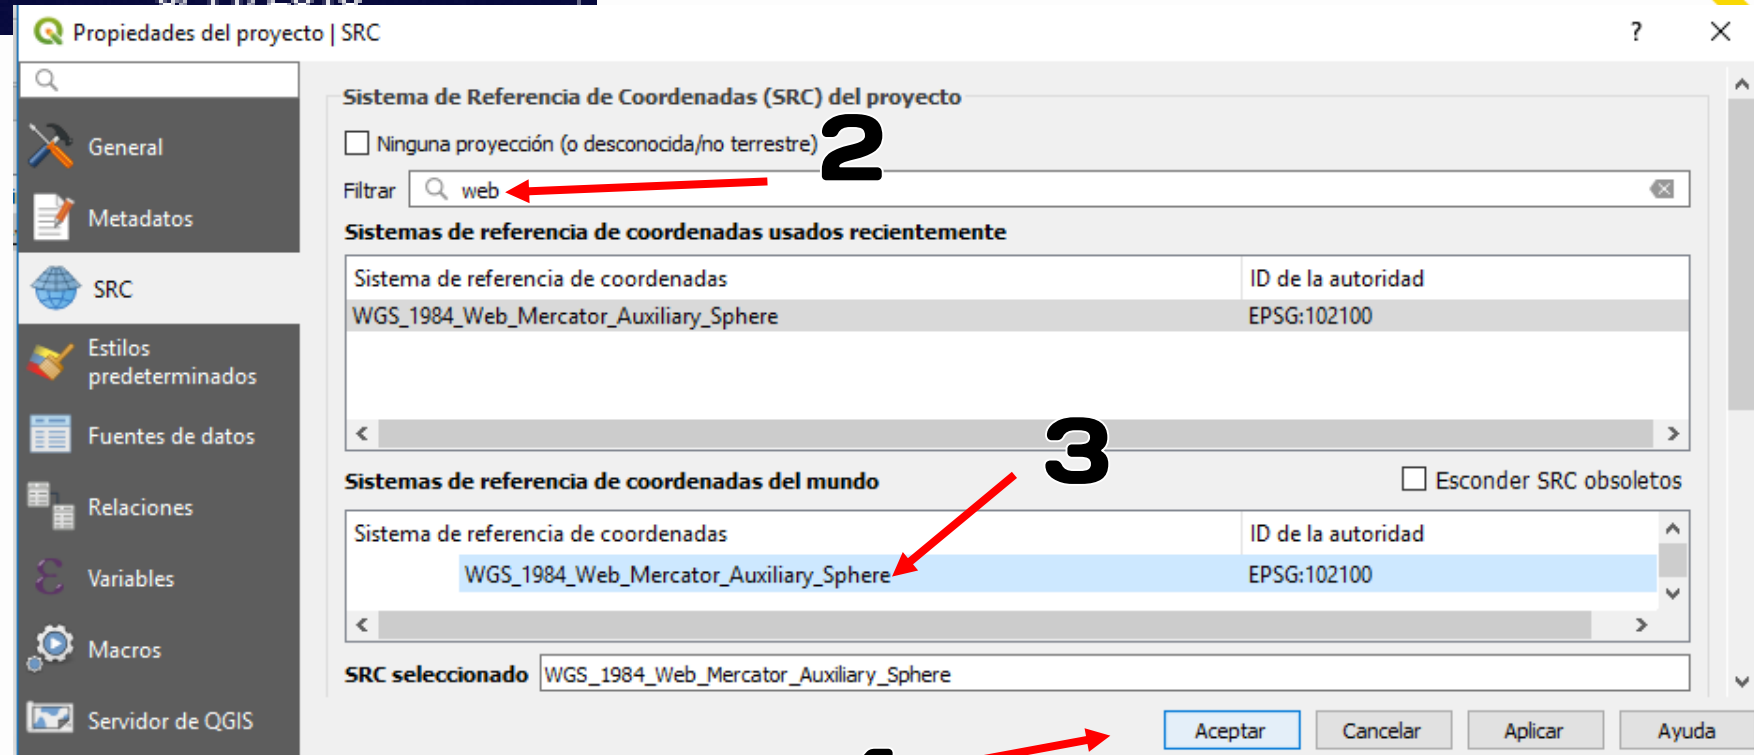 Propiedades del proyecto | SRC
?
General
Metadatos
SRC
Estilos
predeterminados
Fuentes de datos
Relaciones
Variables
Macros
Servidor de QGIS
Sistema de Referencia de Coordenadas (SRC) del proyecto
Ninguna proyección (o desconocida/no terrestre)
2
Filtrar web
Sistemas de referencia de coordenadas usados recientemente
Sistema de referencia de coordenadas ID de la autoridad
WGS_1984_Web_Mercator_Auxiliary_Sphere EPSG:102100
3
Sistemas de referencia de coordenadas del mundo Esconder SRC obsoletos
Sistema de referencia de coordenadas ID de la autoridad
WGS_1984_Web_Mercator_Auxiliary_Sphere EPSG:102100
SRC seleccionado WGS_1984_Web_Mercator_Auxiliary_Sphere
Aceptar Cancelar Aplicar Ayuda